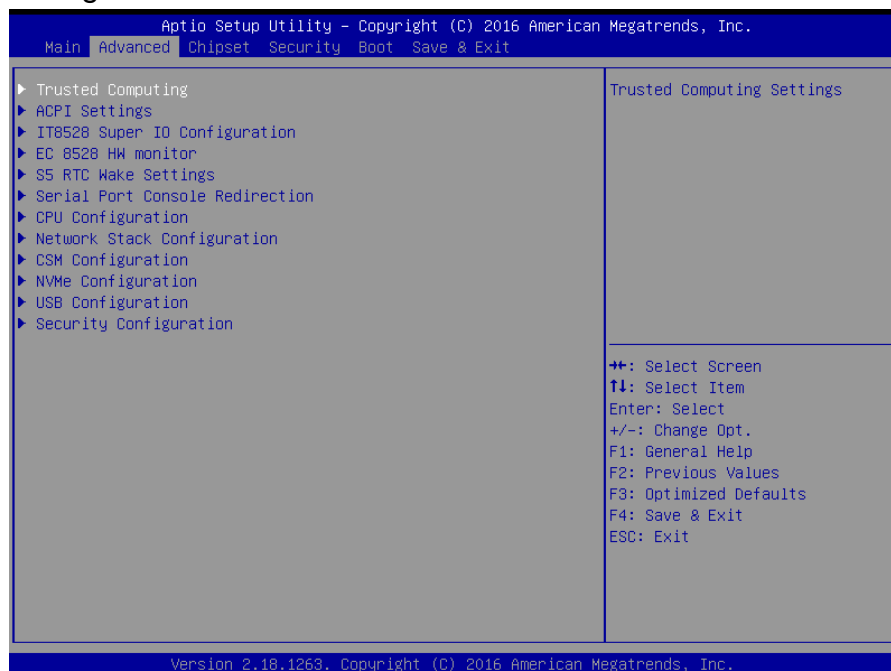 Aptio Setup Utility – Copyright (C) 2016 American Megatrends, Inc.
Main Advanced Chipset Security Boot Save & Exit
Trusted Computing
ACPI Settings
IT8528 Super IO Configuration
EC 8528 HW monitor
S5 RTC Wake Settings
Serial Port Console Redirection
CPU Configuration
Network Stack Configuration
CSM Configuration
NVMe Configuration
USB Configuration
Security Configuration
Trusted Computing Settings
→←: Select Screen
↑↓: Select Item
Enter: Select
+/-: Change Opt.
F1: General Help
F2: Previous Values
F3: Optimized Defaults
F4: Save & Exit
ESC: Exit
Version 2.18.1263. Copyright (C) 2016 American Megatrends, Inc.